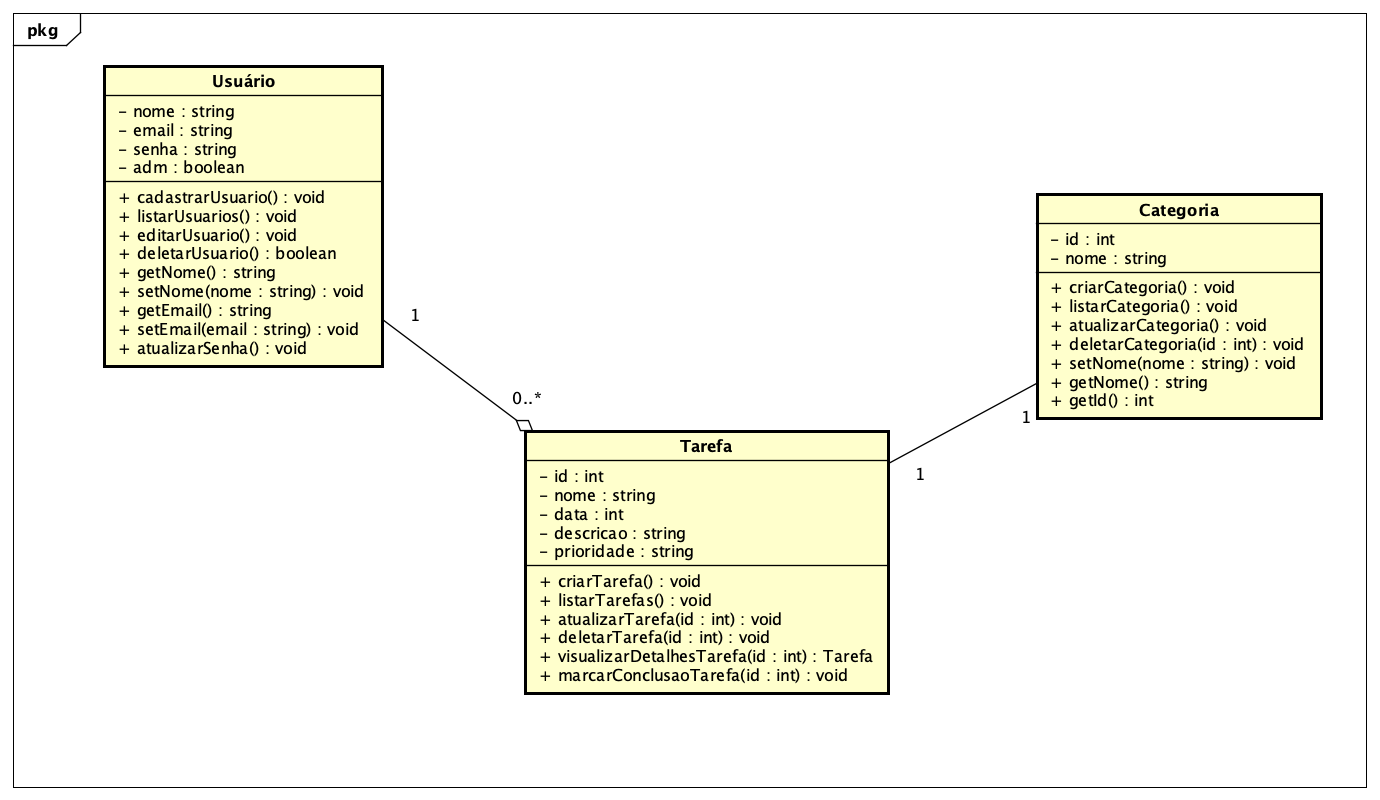 pkg
Usuário
- nome : string
- email : string
- senha : string
- adm : boolean
+ cadastrarUsuario() : void
+ listarUsuarios() : void
+ editarUsuario() : void
+ deletarUsuario() : boolean
+ getNome() : string
+ setNome(nome : string) : void
+ getEmail() : string
+ setEmail(email : string) : void
+ atualizarSenha() : void
1
0..*
Categoria
- id : int
- nome : string
+ criarCategoria() : void
+ listarCategoria() : void
+ atualizarCategoria() : void
+ deletarCategoria(id : int) : void
+ setNome(nome : string) : void
+ getNome() : string
+ getId() : int
1
1
Tarefa
- id : int
- nome : string
- data : int
- descricao : string
- prioridade : string
+ criarTarefa() : void
+ listarTarefas() : void
+ atualizarTarefa(id : int) : void
+ deletarTarefa(id : int) : void
+ visualizarDetalhesTarefa(id : int) : Tarefa
+ marcarConclusaoTarefa(id : int) : void